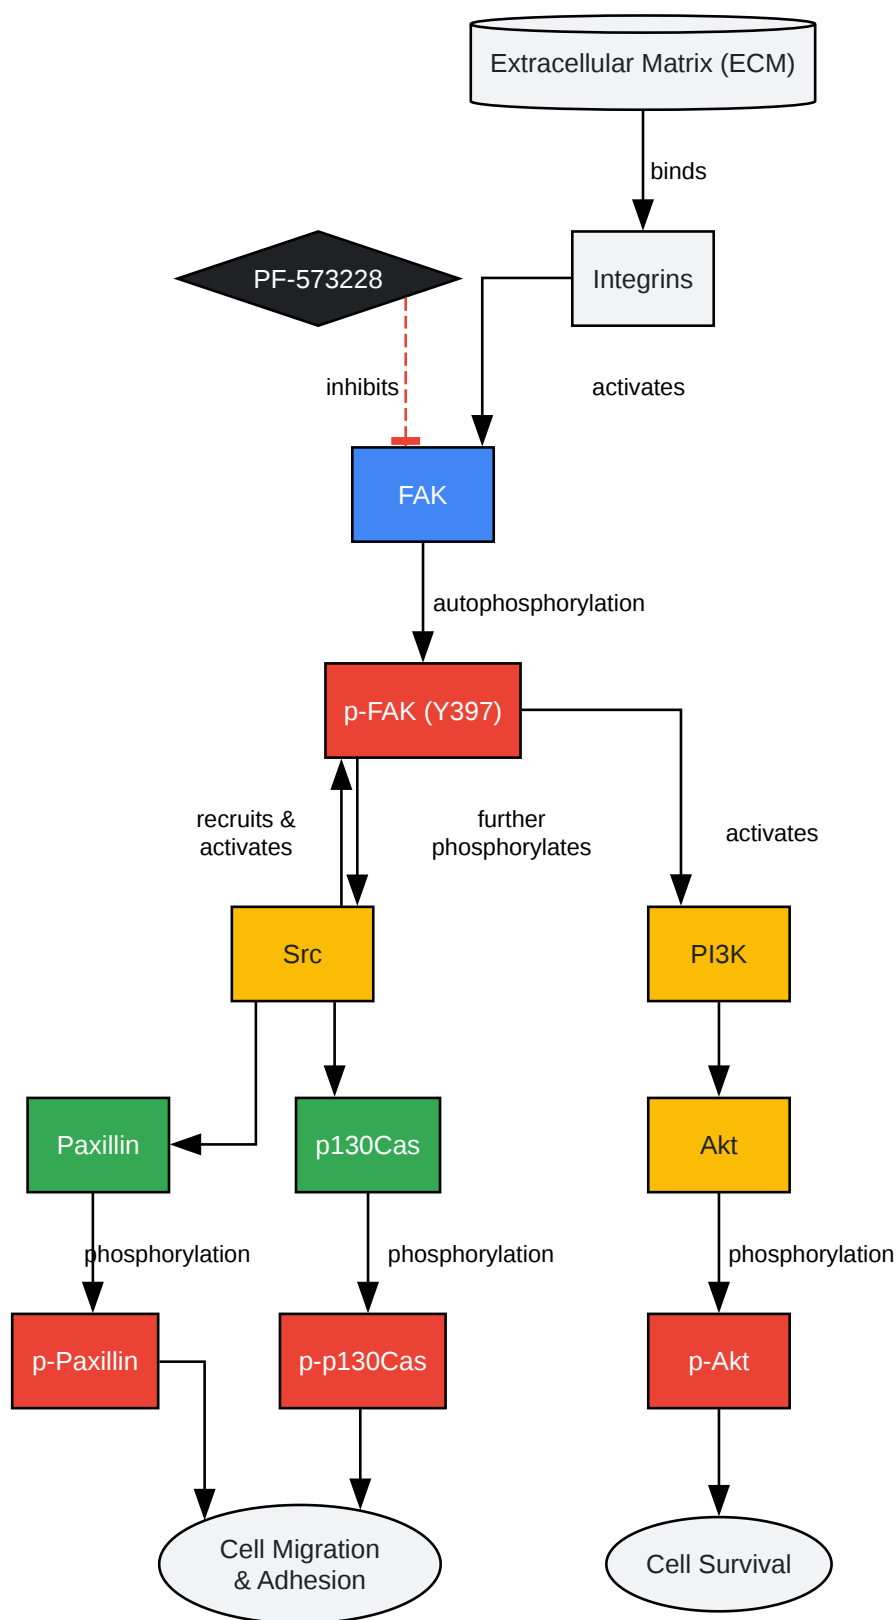 Extracellular Matrix (ECM)
binds
PF-573228
Integrins
inhibits
activates
FAK
autophosphorylation
p-FAK (Y397)
recruits &
activates
further
phosphorylates
activates
Src
PI3K
Paxillin
p130Cas
Akt
phosphorylation
phosphorylation
phosphorylation
p-Paxillin
p-p130Cas
p-Akt
Cell Migration
& Adhesion
Cell Survival